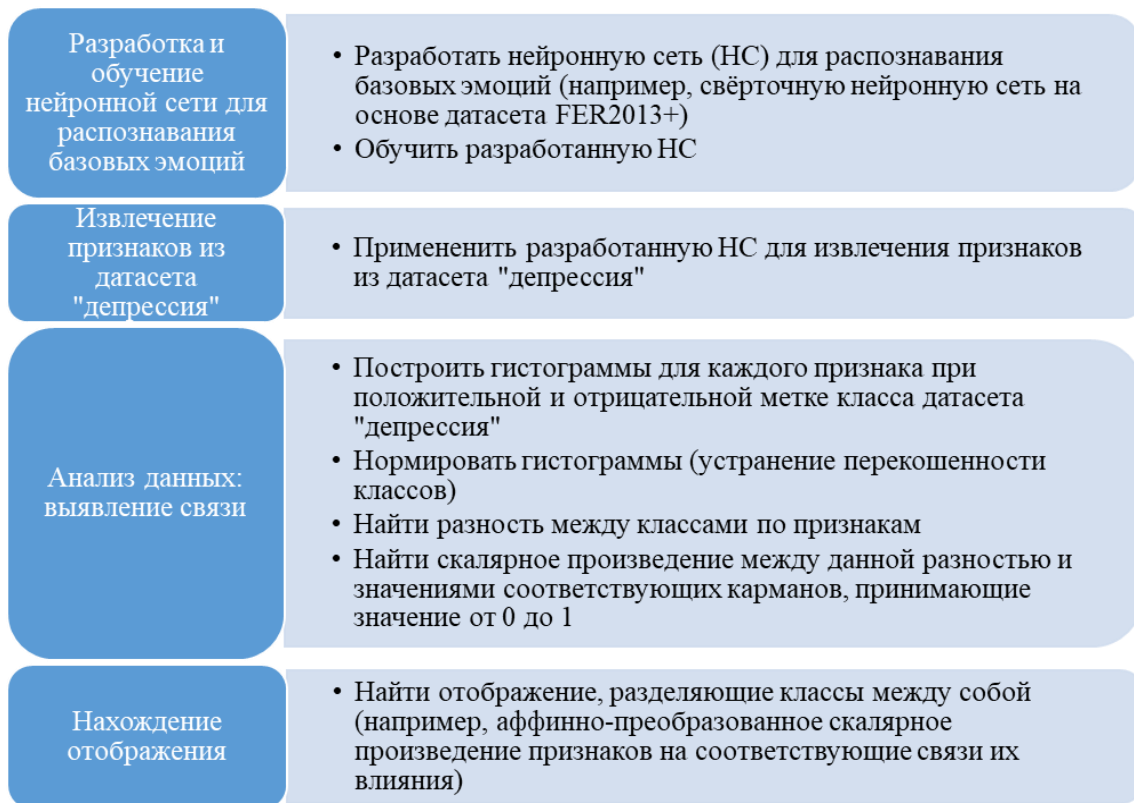 Разработка и
обучение
нейронной сети для
распознавания
базовых эмоций
• Разработать нейронную сеть (НС) для распознавания
базовых эмоций (например, свёрточную нейронную сеть на
основе датасета FER2013+)
• Обучить разработанную НС
Извлечение
признаков из
датасета
"депрессия"
• Примененить разработанную НС для извлечения признаков
из датасета "депрессия"
Анализ данных:
выявление связи
• Построить гистограммы для каждого признака при
положительной и отрицательной метке класса датасета
"депрессия"
• Нормировать гистограммы (устранение перекошенности
классов)
• Найти разность между классами по признакам
• Найти скалярное произведение между данной разностью и
значениями соответствующих карманов, принимающие
значение от 0 до 1
Нахождение
отображения
• Найти отображение, разделяющие классы между собой
(например, аффинно-преобразованное скалярное
произведение признаков на соответствующие связи их
влияния)